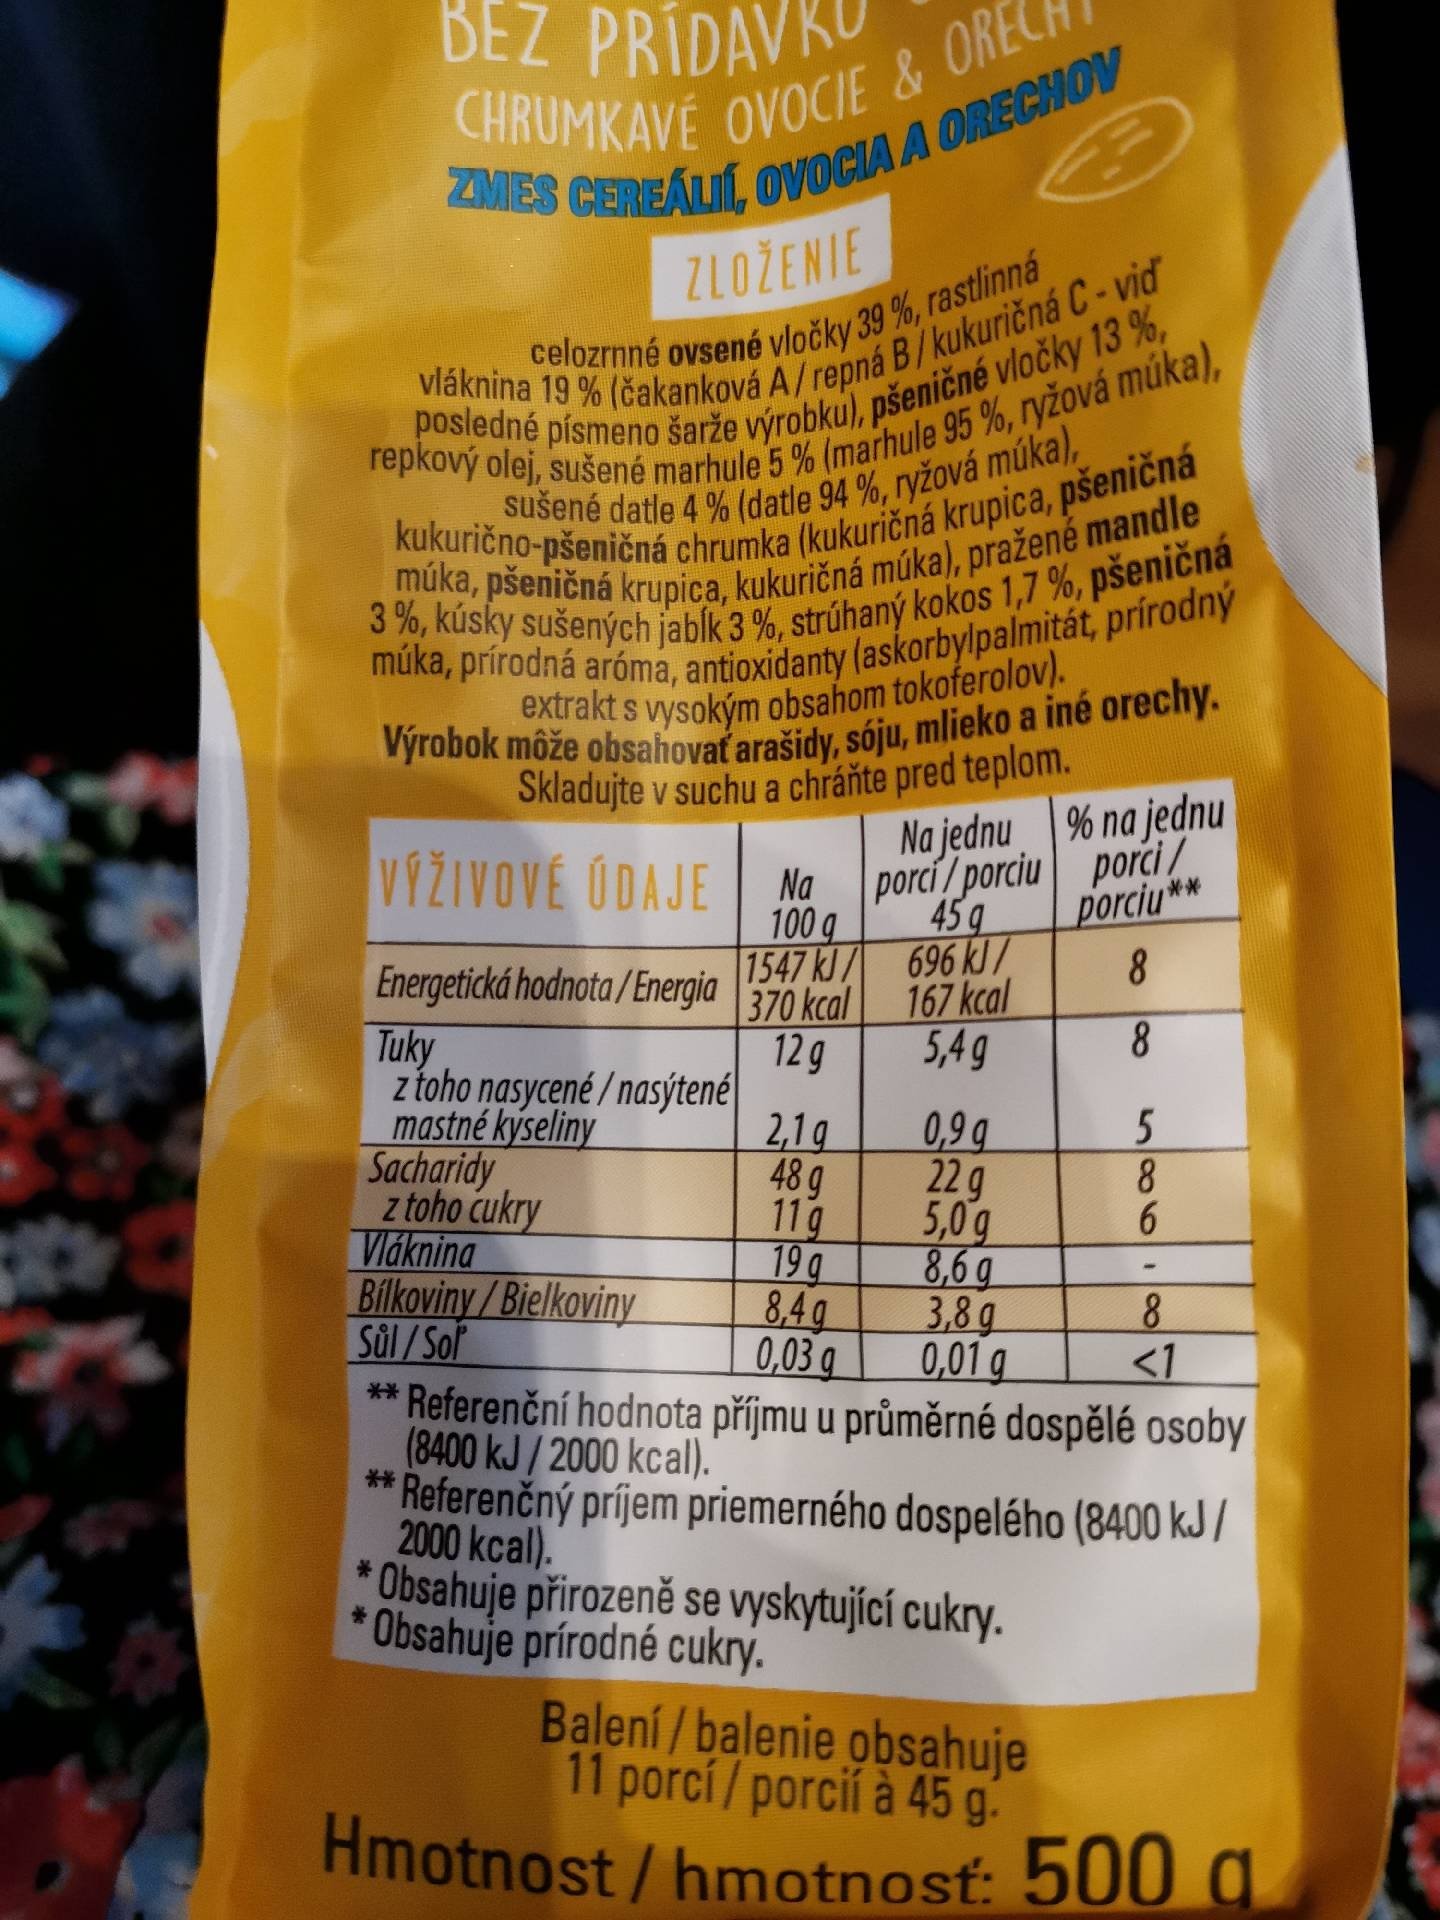 BEZ PRÍDAVKU
CHRUMKAVÉ OVOCIE & ORECHY
ZMES CEREÁLIÍ, OVOCIA A ORECHOV
ZLOŽENIE
celozrnné ovsené vločky 39 %, rastlinná
vláknina 19 % (čakanková A / repná B / kukuričná C - viď
posledné písmeno šarže výrobku), pšeničné vločky 13 %,
repkový olej, sušené marhule 5 % (marhule 95 %, ryžová múka),
sušené datle 4 % (datle 94 %, ryžová múka),
kukurično-pšeničná chrumka (kukuričná krupica, pšeničná
múka, pšeničná krupica, kukuričná múka), pražené mandle
3 %, kúsky sušených jabĺk 3 %, strúhaný kokos 1,7 %, pšeničná
múka, prírodná aróma, antioxidanty (askorbylpalmitát, prírodný
extrakt s vysokým obsahom tokoferolov).
Výrobok môže obsahovať arašidy, sóju, mlieko a iné orechy.
Skladujte v suchu a chráňte pred teplom.
VÝŽIVOVÉ ÚDAJE
Na
100 g
Na jednu
porci / porciu
45 g
% na jednu
porci /
porciu**
Energetická hodnota / Energia 1547 kJ / 696 kJ / 8
370 kcal 167 kcal
Tuky 12 g 5,4 g 8
z toho nasycené / nasýtené
mastné kyseliny 2,1 g 0,9 g 5
Sacharidy 48 g 22 g 8
z toho cukry 11 g 5,0 g 6
Vláknina 19 g 8,6 g -
Bílkoviny / Bielkoviny 8,4 g 3,8 g 8
Sůl / Soľ 0,03 g 0,01 g <1
** Referenční hodnota příjmu u průměrné dospělé osoby
(8400 kJ / 2000 kcal).
** Referenčný príjem priemerného dospelého (8400 kJ /
2000 kcal).
* Obsahuje přirozeně se vyskytující cukry.
* Obsahuje prírodné cukry.
Balení / balenie obsahuje
11 porcí / porcií à 45 g.
Hmotnost / hmotnosť: 500 g